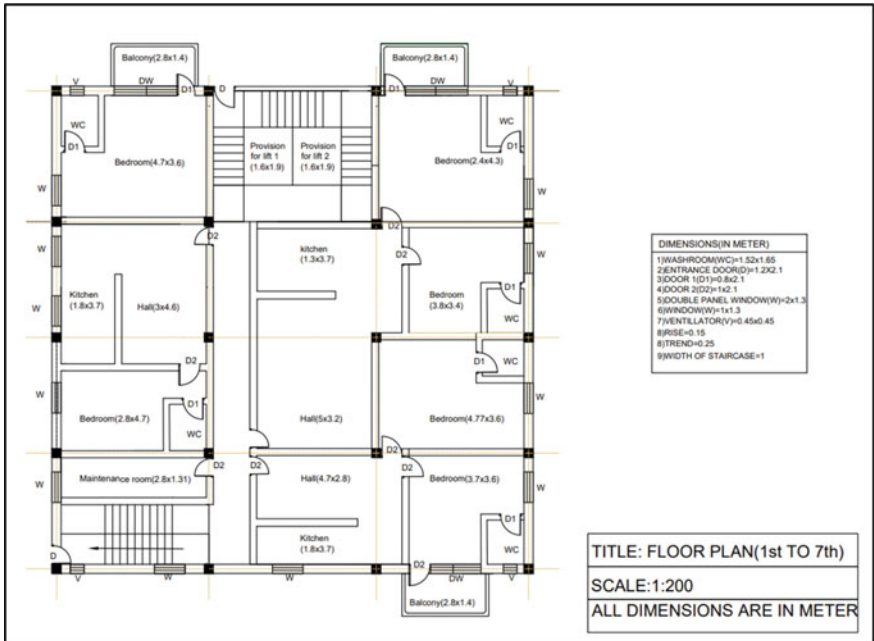 Balcony(2.8x1.4)
Balcony(2.8x1.4)
V
DW
D1
D
D1
DW
V
WC
D1
Bedroom(4.7x3.6)
Provision
for lift 1
(1.6x1.9)
Provision
for lift 2
(1.6x1.9)
WC
D1
Bedroom(2.4x4.3)
W
W
D2
D2
D2
W
kitchen
(1.3x3.7)
Kitchen
(1.8x3.7)
Hall(3x4.6)
Bedroom
(3.8x3.4)
D1
WC
W
D2
D1
WC
Bedroom(2.8x4.7)
D1
WC
W
W
Hall(5x3.2)
Bedroom(4.77x3.6)
D2
Maintenance room(2.8x1.31)
D2
D2
Hall(4.7x2.8)
D2
Bedroom(3.7x3.6)
W
W
D1
WC
Kitchen
(1.8x3.7)
D
V
W
W
D2
DW
V
Balcony(2.8x1.4)
DIMENSIONS(IN METER)
1)WASHROOM(WC)=1.52x1.65
2)ENTRANCE DOOR(D)=1.2X2.1
3)DOOR 1(D1)=0.8x2.1
4)DOOR 2(D2)=1x2.1
5)DOUBLE PANEL WINDOW(W)=2x1.3
6)WINDOW(W)=1x1.3
7)VENTILLATOR(V)=0.45x0.45
8)RISE=0.15
8)TREND=0.25
9)WIDTH OF STAIRCASE=1
TITLE: FLOOR PLAN(1st TO 7th)
SCALE:1:200
ALL DIMENSIONS ARE IN METER